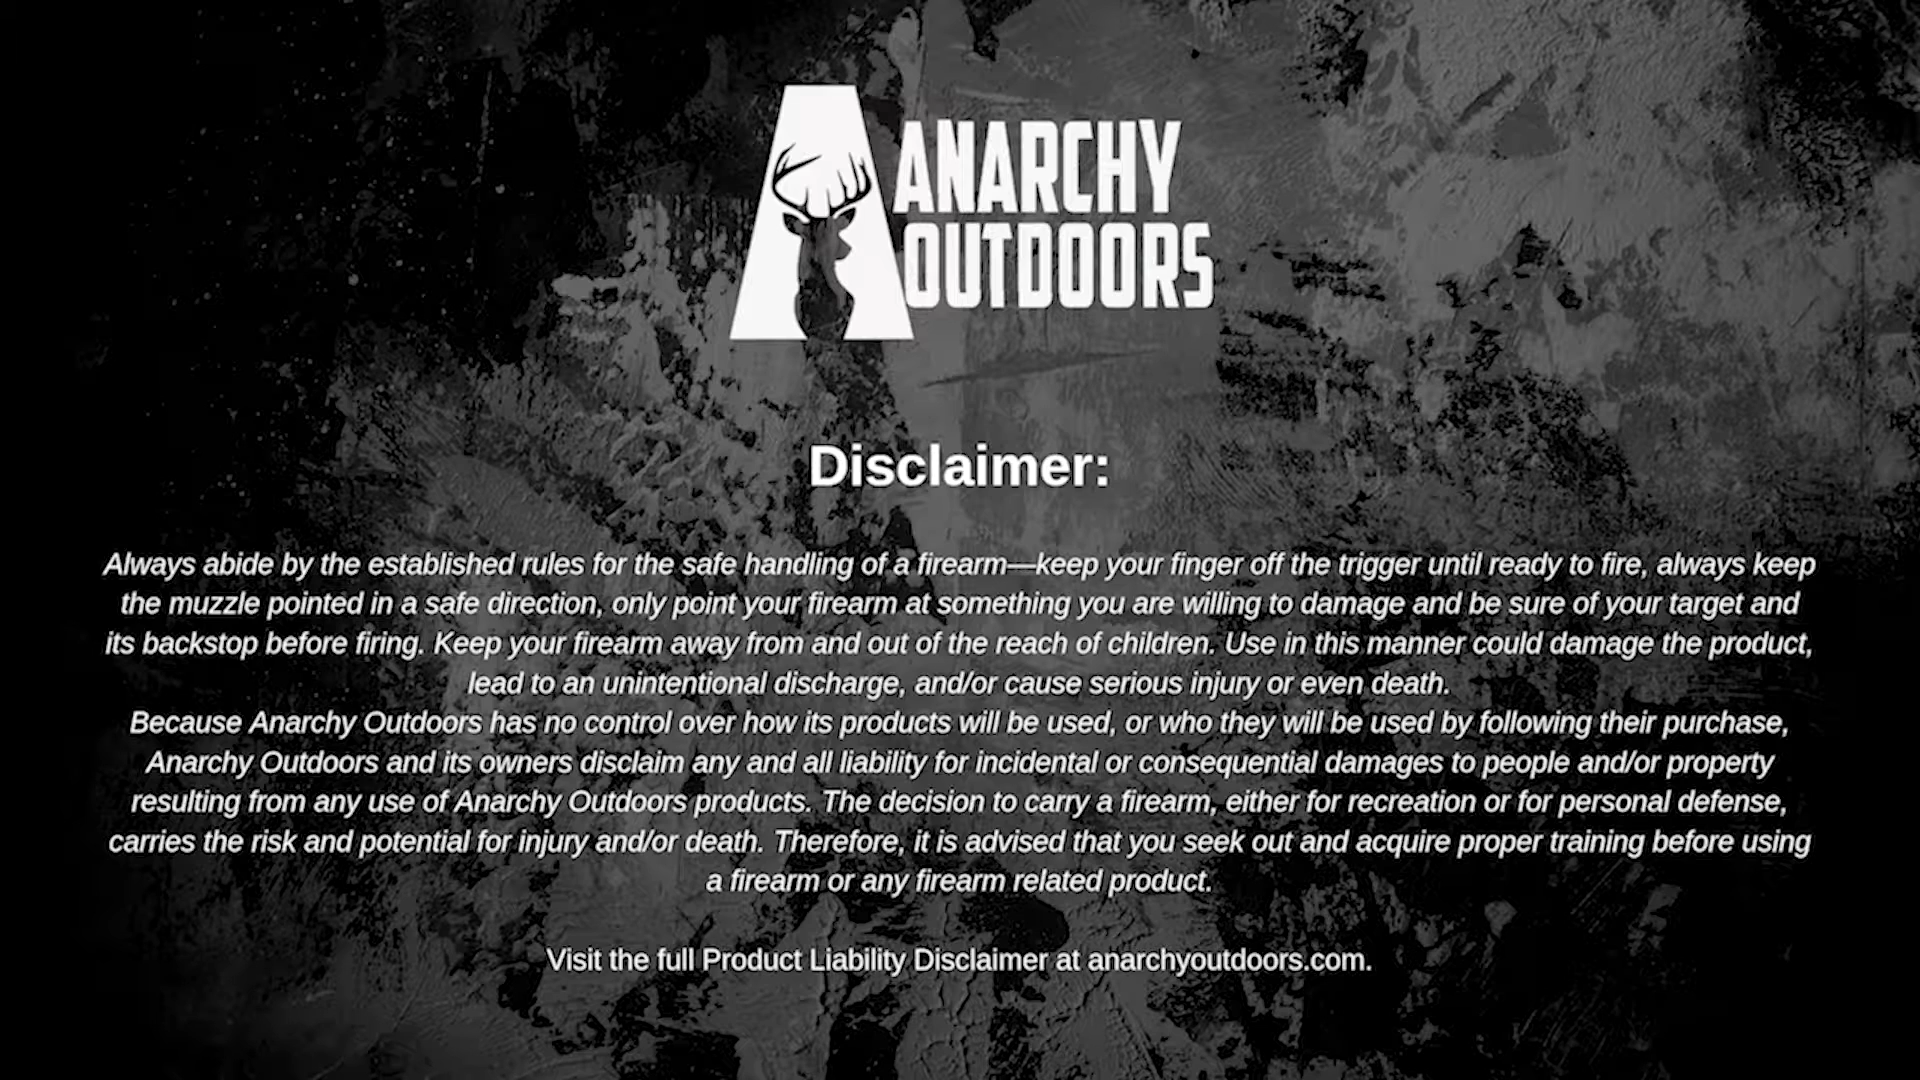 ANARCHY
OUTDOORS
Disclaimer:
Always abide by the established rules for the safe handling of a firearm—keep your finger off the trigger until ready to fire, always keep
the muzzle pointed in a safe direction, only point your firearm at something you are willing to damage and be sure of your target and
its backstop before firing. Keep your firearm away from and out of the reach of children. Use in this manner could damage the product,
lead to an unintentional discharge, and/or cause serious injury or even death.
Because Anarchy Outdoors has no control over how its products will be used, or who they will be used by following their purchase,
Anarchy Outdoors and its owners disclaim any and all liability for incidental or consequential damages to people and/or property
resulting from any use of Anarchy Outdoors products. The decision to carry a firearm, either for recreation or for personal defense,
carries the risk and potential for injury and/or death. Therefore, it is advised that you seek out and acquire proper training before using
a firearm or any firearm related product.
Visit the full Product Liability Disclaimer at anarchyoutdoors.com.